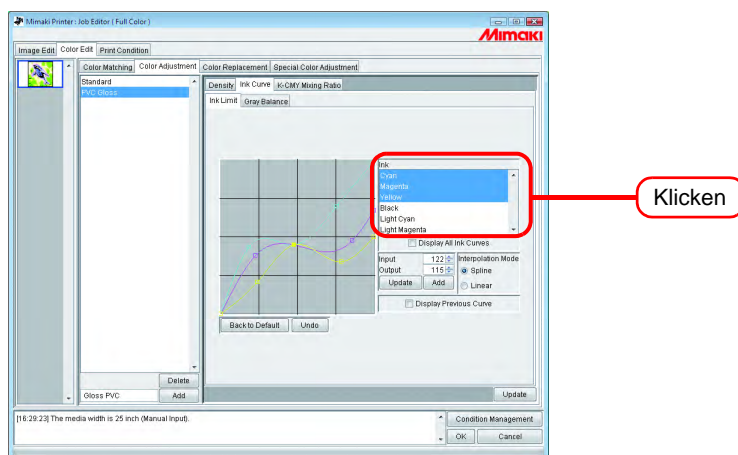 Mimaki Printer : Job Editor ( Full Color )
Mimaki
Image Edit Color Edit Print Condition
Color Matching Color Adjustment Color Replacement Special Color Adjustment
Standard
PVC Gloss
Density Ink Curve K-CMY Mixing Ratio
Ink Limit Gray Balance
Ink
Cyan
Magenta
Yellow
Black
Light Cyan
Light Magenta
Klicken
Display All Ink Curves
Input 122 Interpolation Mode
Output 115 Spline
Update Add Linear
Display Previous Curve
Back to Default Undo
Delete
Gloss PVC Add
Update
[16:29:23] The media width is 25 inch (Manual Input).
Condition Management
OK Cancel